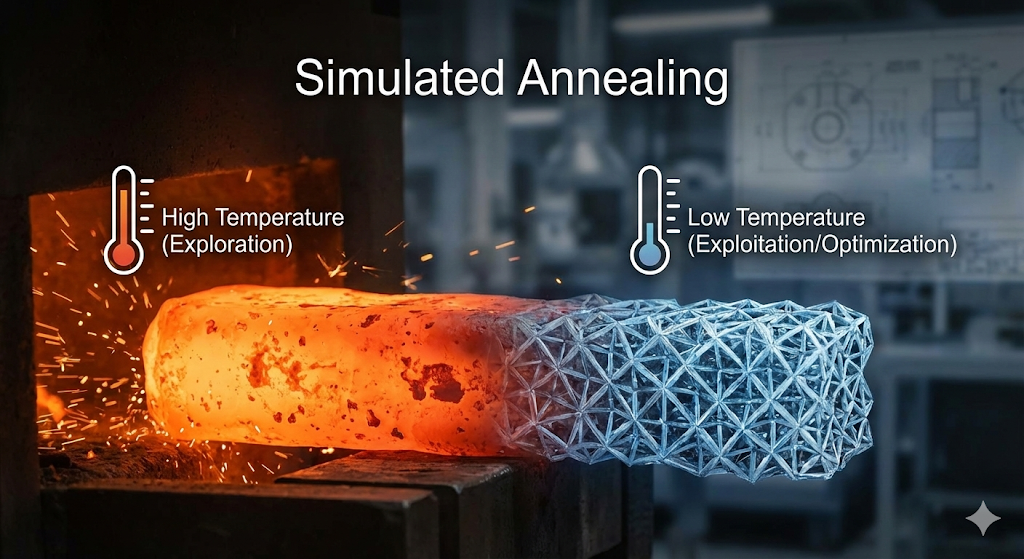 Simulated Annealing
High Temperature
(Exploration)
Low Temperature
(Exploitation/Optimization)